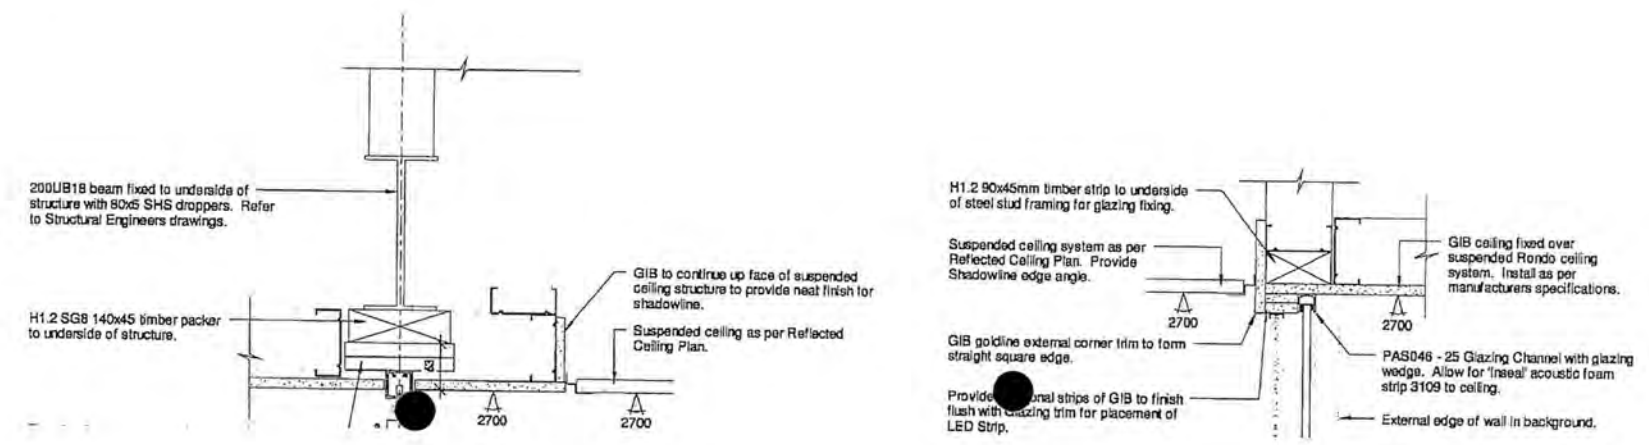 200UB18 beam fixed to underside of
structure with 80x5 SHS droppers. Refer
to Structural Engineers drawings.
GIB to continue up face of suspended
ceiling structure to provide neat finish for
shadowline.
H1.2 SG8 140x45 timber packer
to underside of structure.
Suspended ceiling as per Reflected
Ceiling Plan.
2700
2700
H1.2 90x45mm timber strip to underside
of steel stud framing for glazing fixing.
Suspended ceiling system as per
Reflected Ceiling Plan. Provide
Shadowline edge angle.
GIB ceiling fixed over
suspended Rondo ceiling
system. Install as per
manufacturers specifications.
2700
2700
GIB goldline external corner trim to form
straight square edge.
PAS046 - 25 Glazing Channel with glazing
wedge. Allow for 'Inseal' acoustic foam
strip 3109 to ceiling.
Provide strips of GIB to finish
flush with Glazing trim for placement of
LED Strip.
External edge of wall in background.